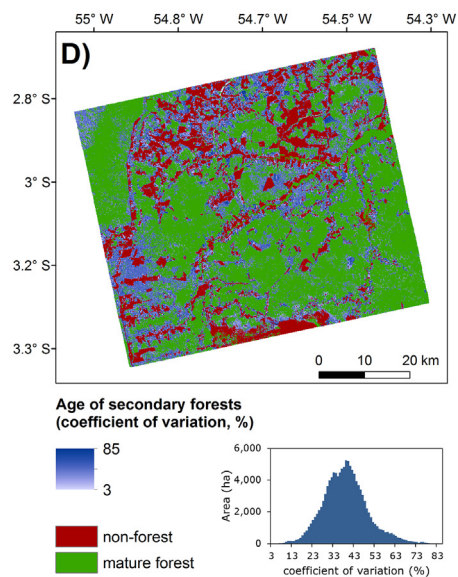 55° W 54.8° W 54.7° W 54.4° W 54.3° W
D)
2.8° S
3° S
3.2° S
3.3° S
0 10 20 km
Age of secondary forests
(coefficient of variation, %)
85
3
non-forest
mature forest
Area (ha)
6,000
4,000
2,000
0
3 13 23 33 43 53 63 73 83
coefficient of variation (%)